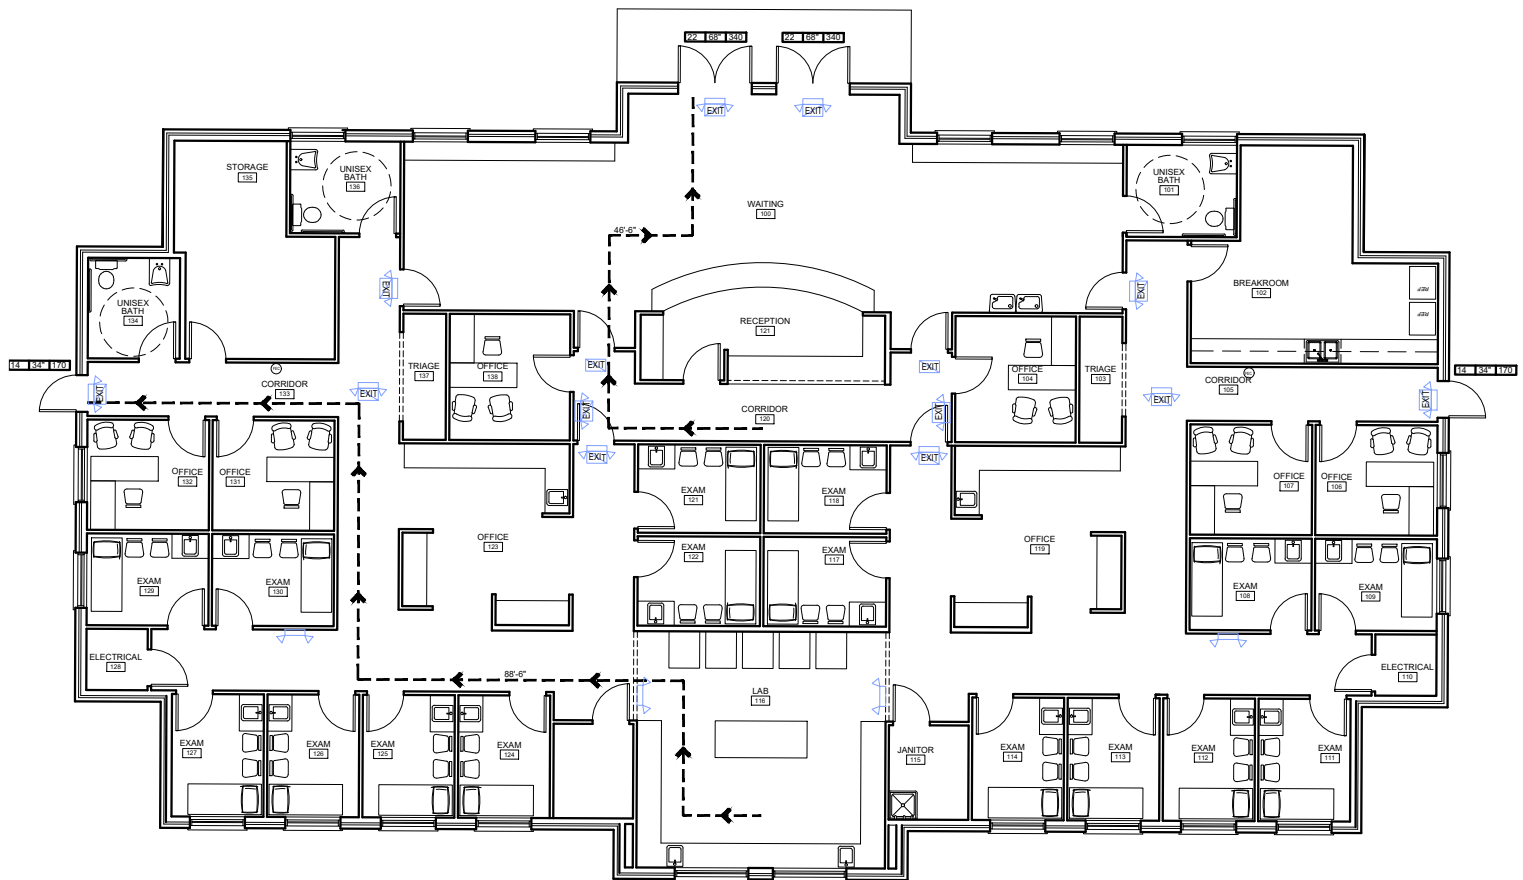 22 68" 340
22 68" 340
EXIT
EXIT
STORAGE
135
UNISEX
BATH
136
UNISEX
BATH
101
WAITING
100
46'-6"
EXIT
EXIT
BREAKROOM
102
REF
REF
UNISEX
BATH
134
RECEPTION
121
14 34" 170
TRIAGE
137
OFFICE
138
EXIT
EXIT
OFFICE
104
TRIAGE
103
14 34" 170
FEC
FEC
EXIT
CORRIDOR
133
EXIT
EXIT
CORRIDOR
120
EXIT
EXIT
CORRIDOR
105
EXIT
EXIT
EXIT
OFFICE
132
OFFICE
131
EXAM
121
EXAM
118
OFFICE
107
OFFICE
106
OFFICE
123
EXAM
122
EXAM
117
OFFICE
119
EXAM
129
EXAM
130
EXAM
108
EXAM
109
ELECTRICAL
128
ELECTRICAL
110
88'-6"
LAB
116
EXAM
127
EXAM
126
EXAM
125
EXAM
124
JANITOR
115
EXAM
114
EXAM
113
EXAM
112
EXAM
111